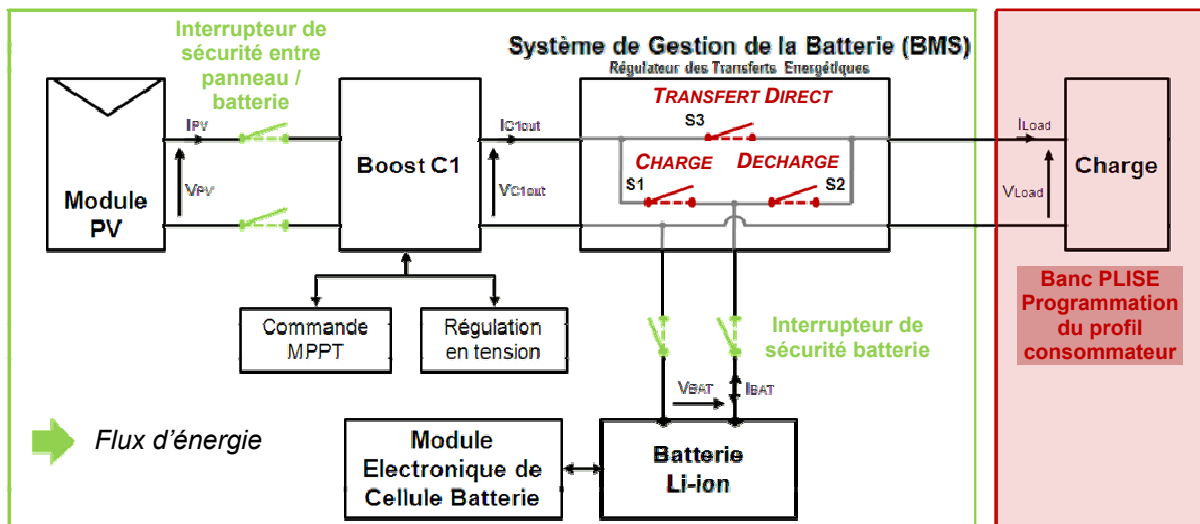 Interrupteur de
sécurité entre
panneau /
batterie
Système de Gestion de la Batterie (BMS)
Régulateur des Transferts Energétiques
TRANSFERT DIRECT
S3
CHARGE
DECHARGE
S1
S2
IPV
VPV
Module
PV
Boost C1
IC1out
VC1out
ILoad
VLoad
Charge
Commande
MPPT
Régulation
en tension
Interrupteur de
sécurité batterie
Banc PLISE
Programmation
du profil
consommateur
VBAT
IBAT
Flux d'énergie
Module
Electronique de
Cellule Batterie
Batterie
Li-ion